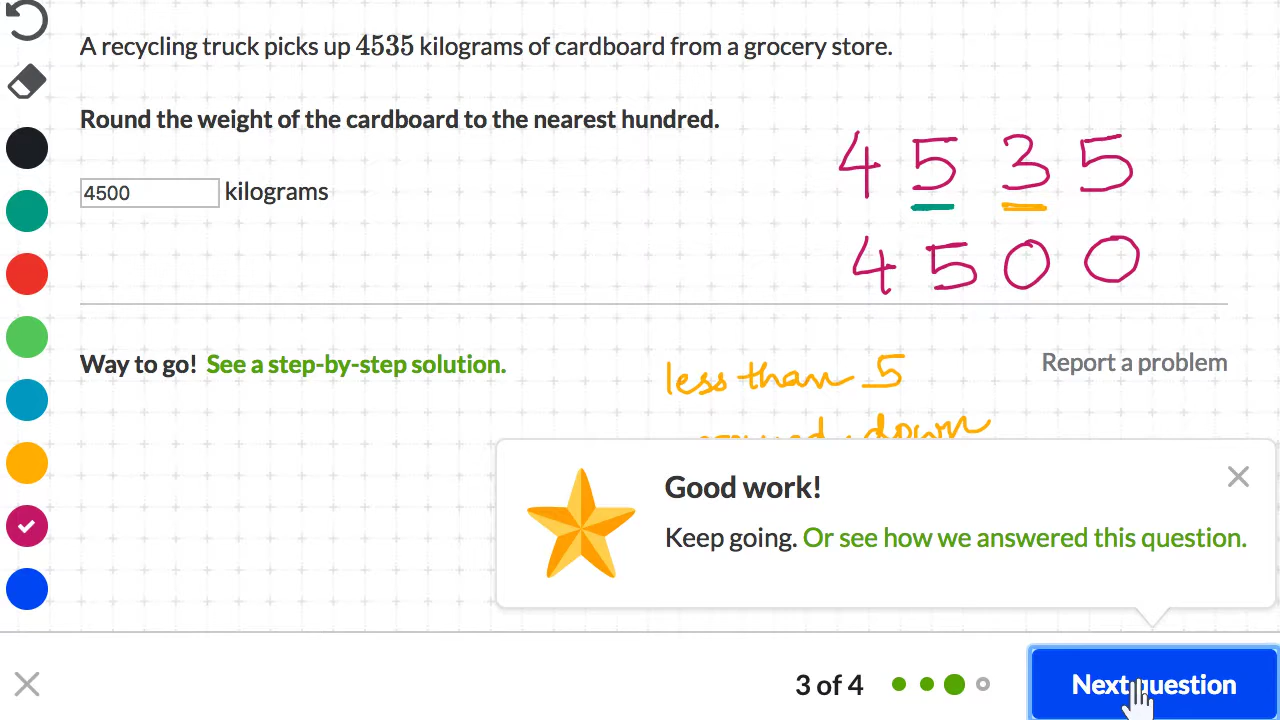 A recycling truck picks up 4535 kilograms of cardboard from a grocery store.
Round the weight of the cardboard to the nearest hundred.
4500 kilograms
4 5 3 5
4 5 0 0
Way to go! See a step-by-step solution.
Report a problem
less than 5
down
Good work!
Keep going. Or see how we answered this question.
3 of 4
Next question